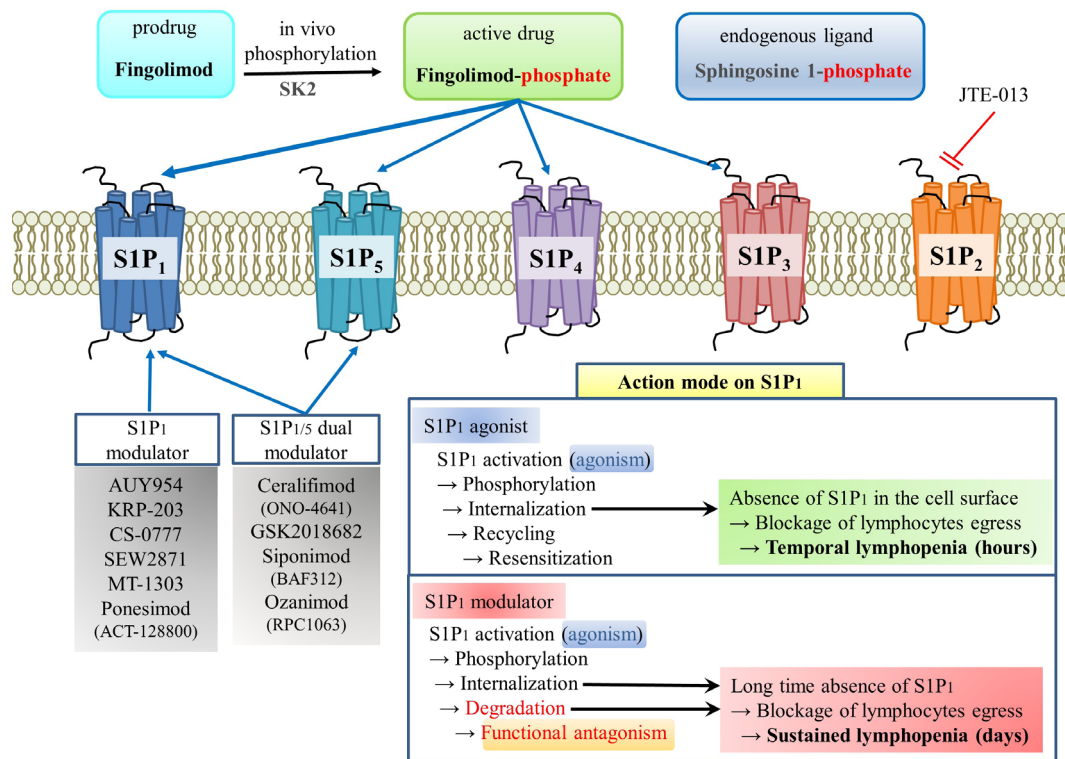 prodrug
Fingolimod
in vivo
phosphorylation
SK2
active drug
Fingolimod-phosphate
endogenous ligand
Sphingosine 1-phosphate
JTE-013
S1P1
S1P5
S1P4
S1P3
S1P2
S1P1
modulator
AUY954
KRP-203
CS-0777
SEW2871
MT-1303
Ponesimod
(ACT-128800)
S1P1/5 dual
modulator
Ceralifimod
(ONO-4641)
GSK2018682
Siponimod
(BAF312)
Ozanimod
(RPC1063)
Action mode on S1P1
S1P1 agonist
S1P1 activation (agonism)
→ Phosphorylation
→ Internalization
→ Recycling
→ Resensitization
Absence of S1P1 in the cell surface
→ Blockage of lymphocytes egress
→ Temporal lymphopenia (hours)
S1P1 modulator
S1P1 activation (agonism)
→ Phosphorylation
→ Internalization
→ Degradation
→ Functional antagonism
Long time absence of S1P1
→ Blockage of lymphocytes egress
→ Sustained lymphopenia (days)